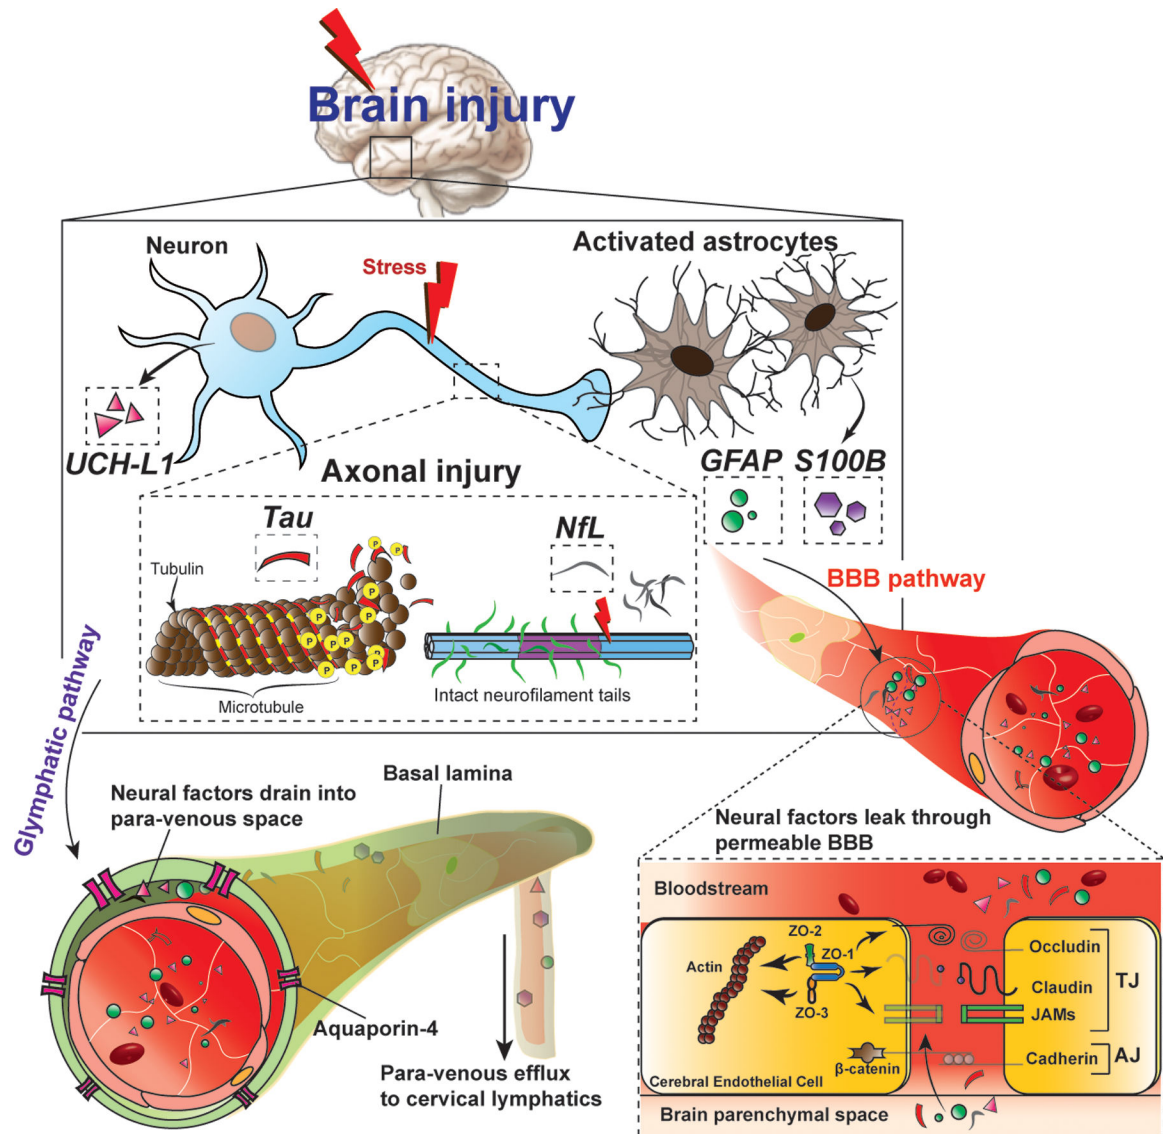 Brain injury
Neuron
Stress
Activated astrocytes
UCH-L1
GFAP
S100B
Axonal injury
Tau
NfL
Tubulin
P
P
P
P
P
P
P
P
P
P
P
Microtubule
Intact neurofilament tails
BBB pathway
Glymphatic pathway
Neural factors drain into
para-venous space
Basal lamina
Aquaporin-4
Para-venous efflux
to cervical lymphatics
Neural factors leak through
permeable BBB
Bloodstream
ZO-2
ZO-1
Actin
ZO-3
Occludin
Claudin
JAMs
TJ
β-catenin
Cadherin
AJ
Cerebral Endothelial Cell
Brain parenchymal space